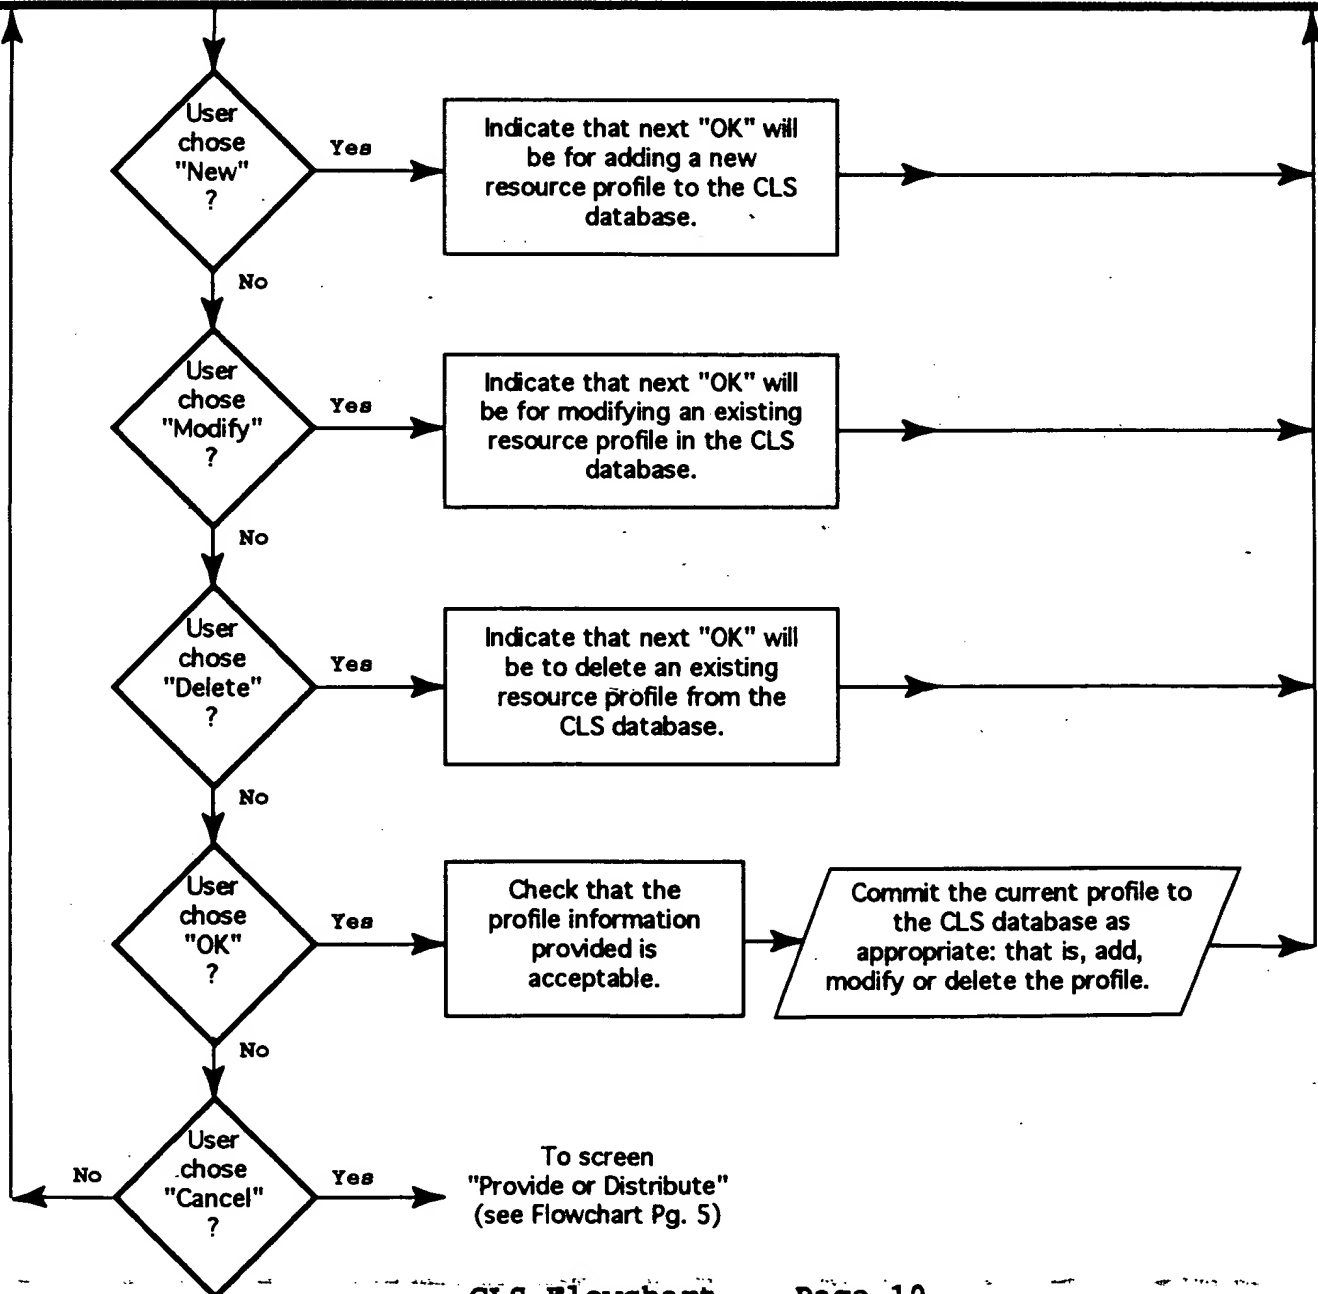 User
chose
"New"
?
Yes
Indicate that next "OK" will
be for adding a new
resource profile to the CLS
database.
No
User
chose
"Modify"
?
Yes
Indicate that next "OK" will
be for modifying an existing
resource profile in the CLS
database.
No
User
chose
"Delete"
?
Yes
Indicate that next "OK" will
be to delete an existing
resource profile from the
CLS database.
No
User
chose
"OK"
?
Yes
Check that the
profile information
provided is
acceptable.
Commit the current profile to
the CLS database as
appropriate: that is, add,
modify or delete the profile.
No
User
chose
"Cancel"
?
No
Yes
To screen
"Provide or Distribute"
(see Flowchart Pg. 5)
CLS Flowchart Page 10